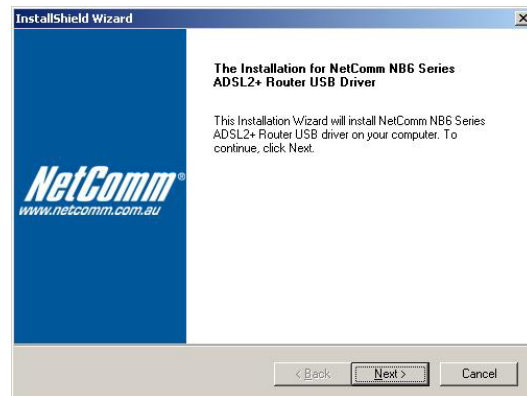 InstallShield Wizard
The Installation for NetComm NB6 Series
ADSL2+ Router USB Driver
This Installation Wizard will install NetComm NB6 Series
ADSL2+ Router USB driver on your computer. To
continue, click Next.
NetComm®
www.netcomm.com.au
< Back
Next >
Cancel